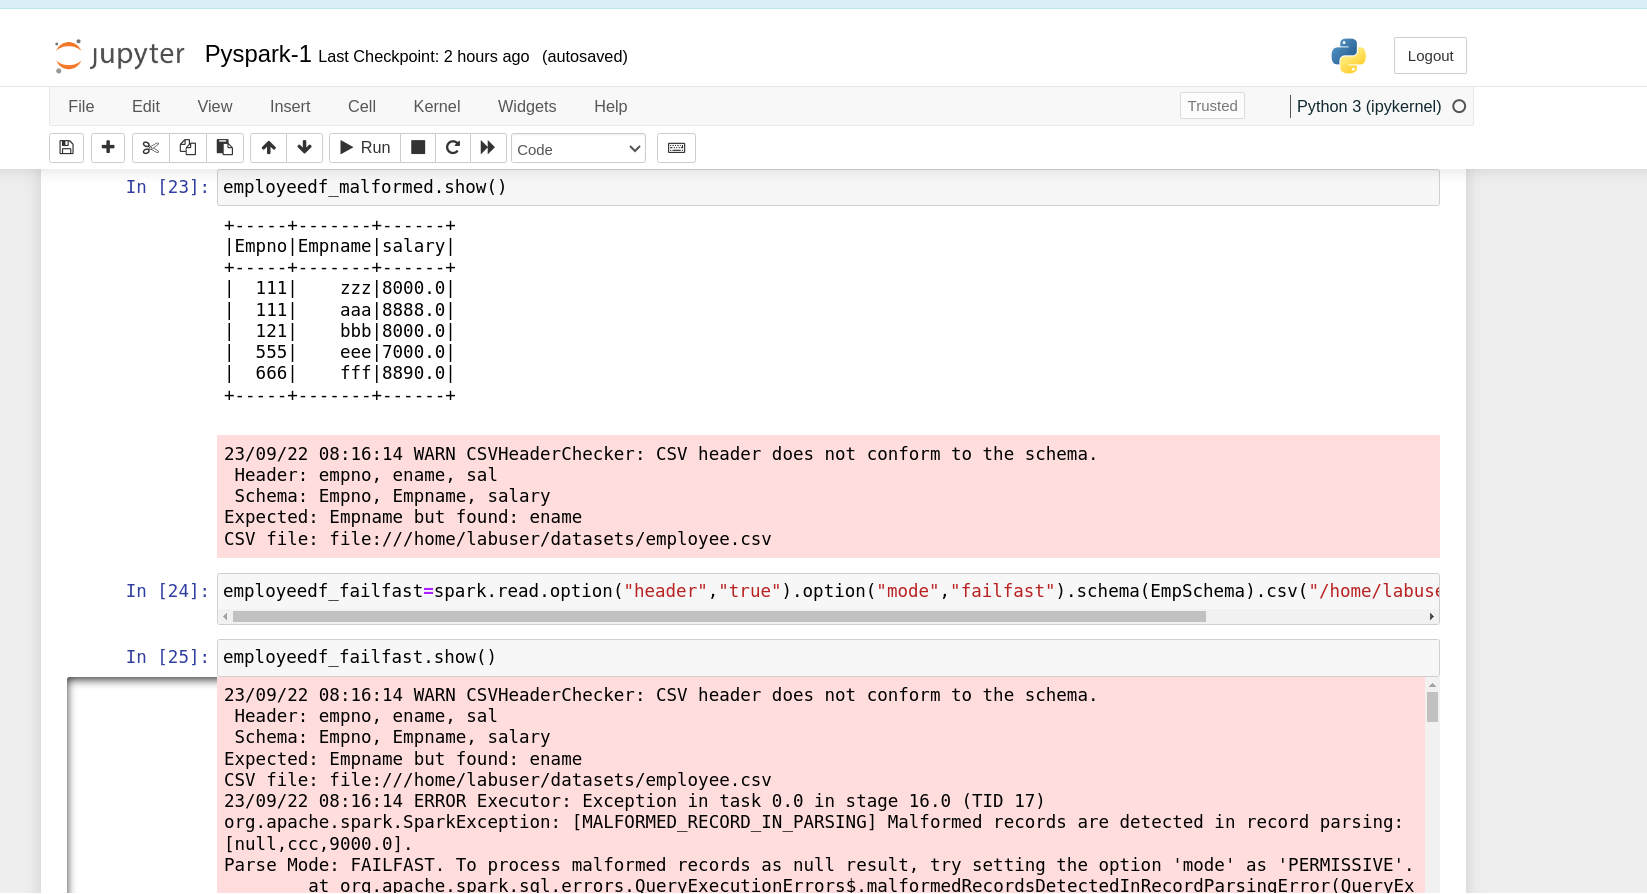 jupyter Pyspark-1 Last Checkpoint: 2 hours ago (autosaved) Logout
File Edit View Insert Cell Kernel Widgets Help Trusted Python 3 (ipykernel)
Run Code
In [23]: employeedf_malformed.show()
+-----+-------+------+
|Empno|Empname|salary|
+-----+-------+------+
|  111|    zzz|8000.0|
|  111|    aaa|8888.0|
|  121|    bbb|8000.0|
|  555|    eee|7000.0|
|  666|    fff|8890.0|
+-----+-------+------+
23/09/22 08:16:14 WARN CSVHeaderChecker: CSV header does not conform to the schema.
 Header: empno, ename, sal
 Schema: Empno, Empname, salary
Expected: Empname but found: ename
CSV file: file:///home/labuser/datasets/employee.csv
In [24]: employeedf_failfast=spark.read.option("header","true").option("mode","failfast").schema(EmpSchema).csv("/home/labuse
In [25]: employeedf_failfast.show()
23/09/22 08:16:14 WARN CSVHeaderChecker: CSV header does not conform to the schema.
 Header: empno, ename, sal
 Schema: Empno, Empname, salary
Expected: Empname but found: ename
CSV file: file:///home/labuser/datasets/employee.csv
23/09/22 08:16:14 ERROR Executor: Exception in task 0.0 in stage 16.0 (TID 17)
org.apache.spark.SparkException: [MALFORMED_RECORD_IN_PARSING] Malformed records are detected in record parsing:
[null,ccc,9000.0].
Parse Mode: FAILFAST. To process malformed records as null result, try setting the option 'mode' as 'PERMISSIVE'.
        at org.apache.spark.sql.errors.QueryExecutionErrors$.malformedRecordsDetectedInRecordParsingError(QueryEx